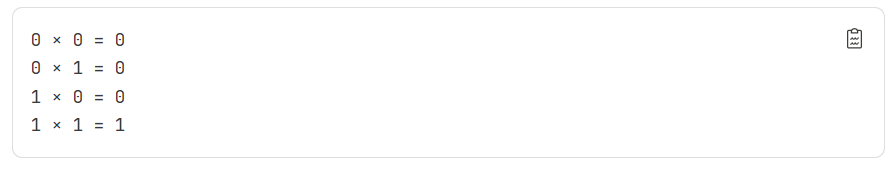 0 × 0 = 0
0 × 1 = 0
1 × 0 = 0
1 × 1 = 1